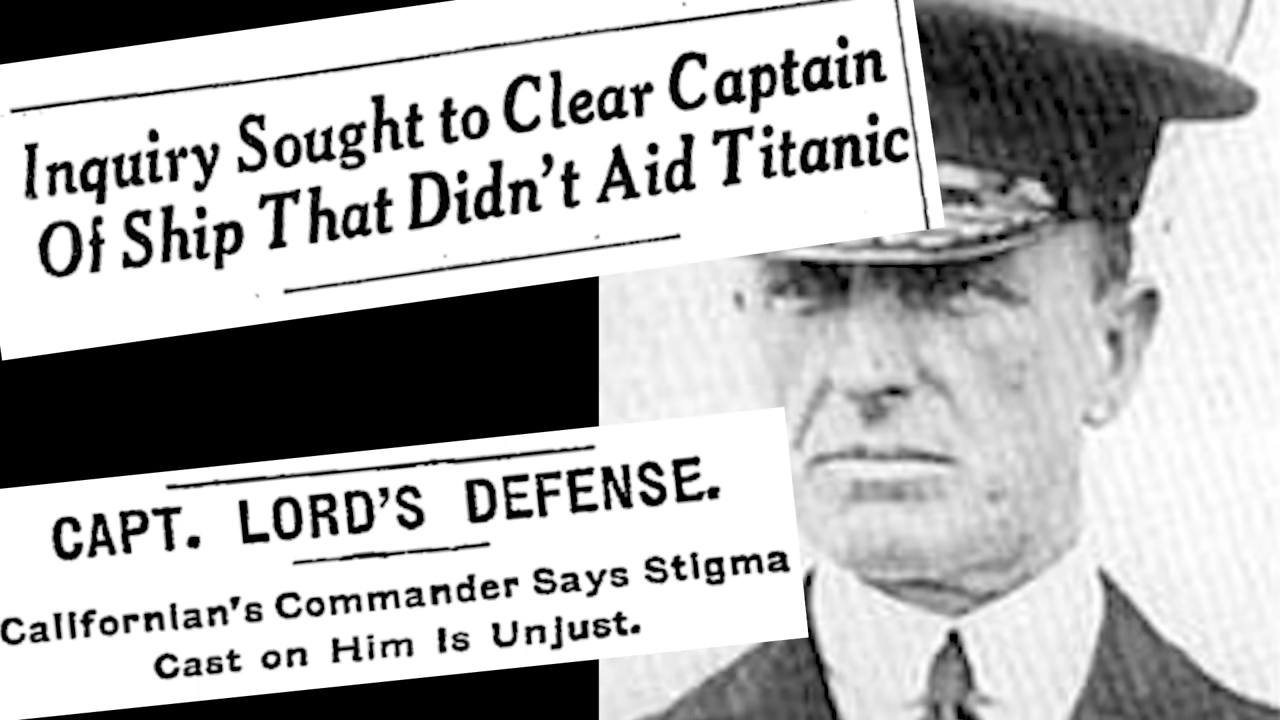 Inquiry Sought to Clear Captain
Of Ship That Didn't Aid Titanic
CAPT. LORD'S DEFENSE.
Californian's Commander Says Stigma
Cast on Him Is Unjust.